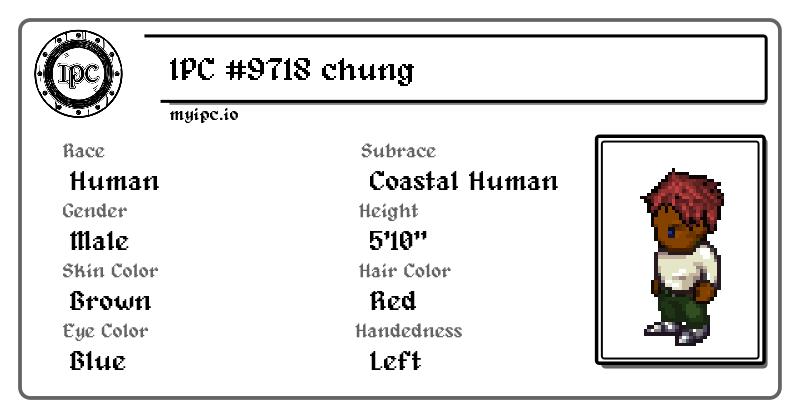 IPC
IPC #9718 chung
myipc.io
Race
Human
Subrace
Coastal Human
Gender
Male
Height
5'10"
Skin Color
Brown
Hair Color
Red
Eye Color
Blue
Handedness
Left